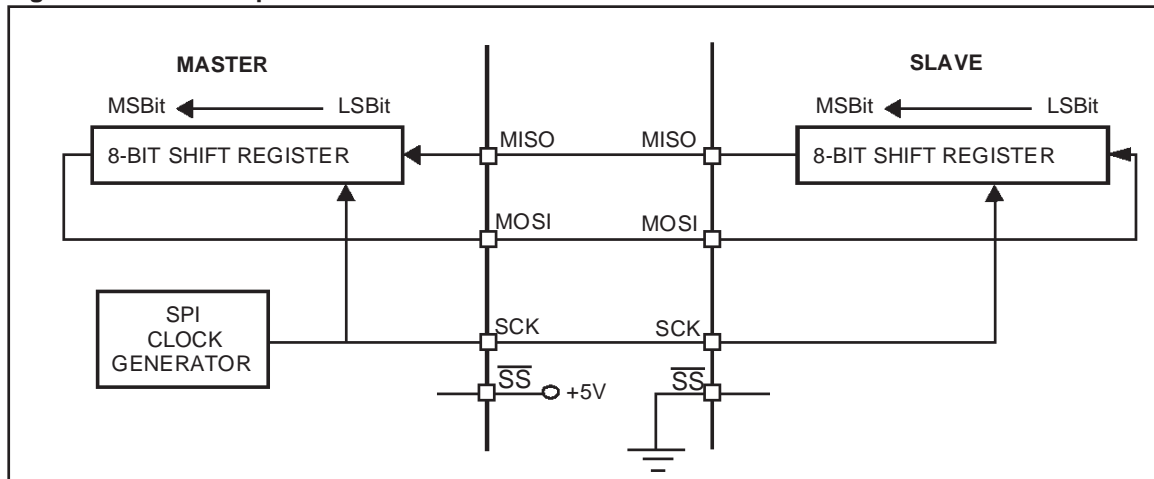 MASTER
SLAVE
MSBit
LSBit
MSBit
LSBit
8-BIT SHIFT REGISTER
MISO
MISO
8-BIT SHIFT REGISTER
MOSI
MOSI
SPI
CLOCK
GENERATOR
SCK
SCK
SS
+5V
SS